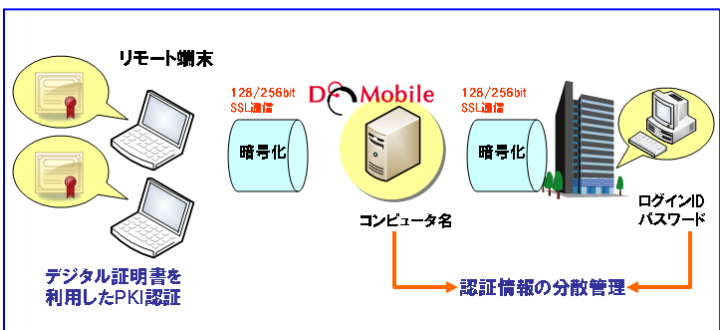 リモート端末
128/256bit
SSL通信
暗号化
Mobile
128/256bit
SSL通信
暗号化
コンピュータ名
ログインID
パスワード
デジタル証明書を
利用したPKI認証
認証情報の分散管理